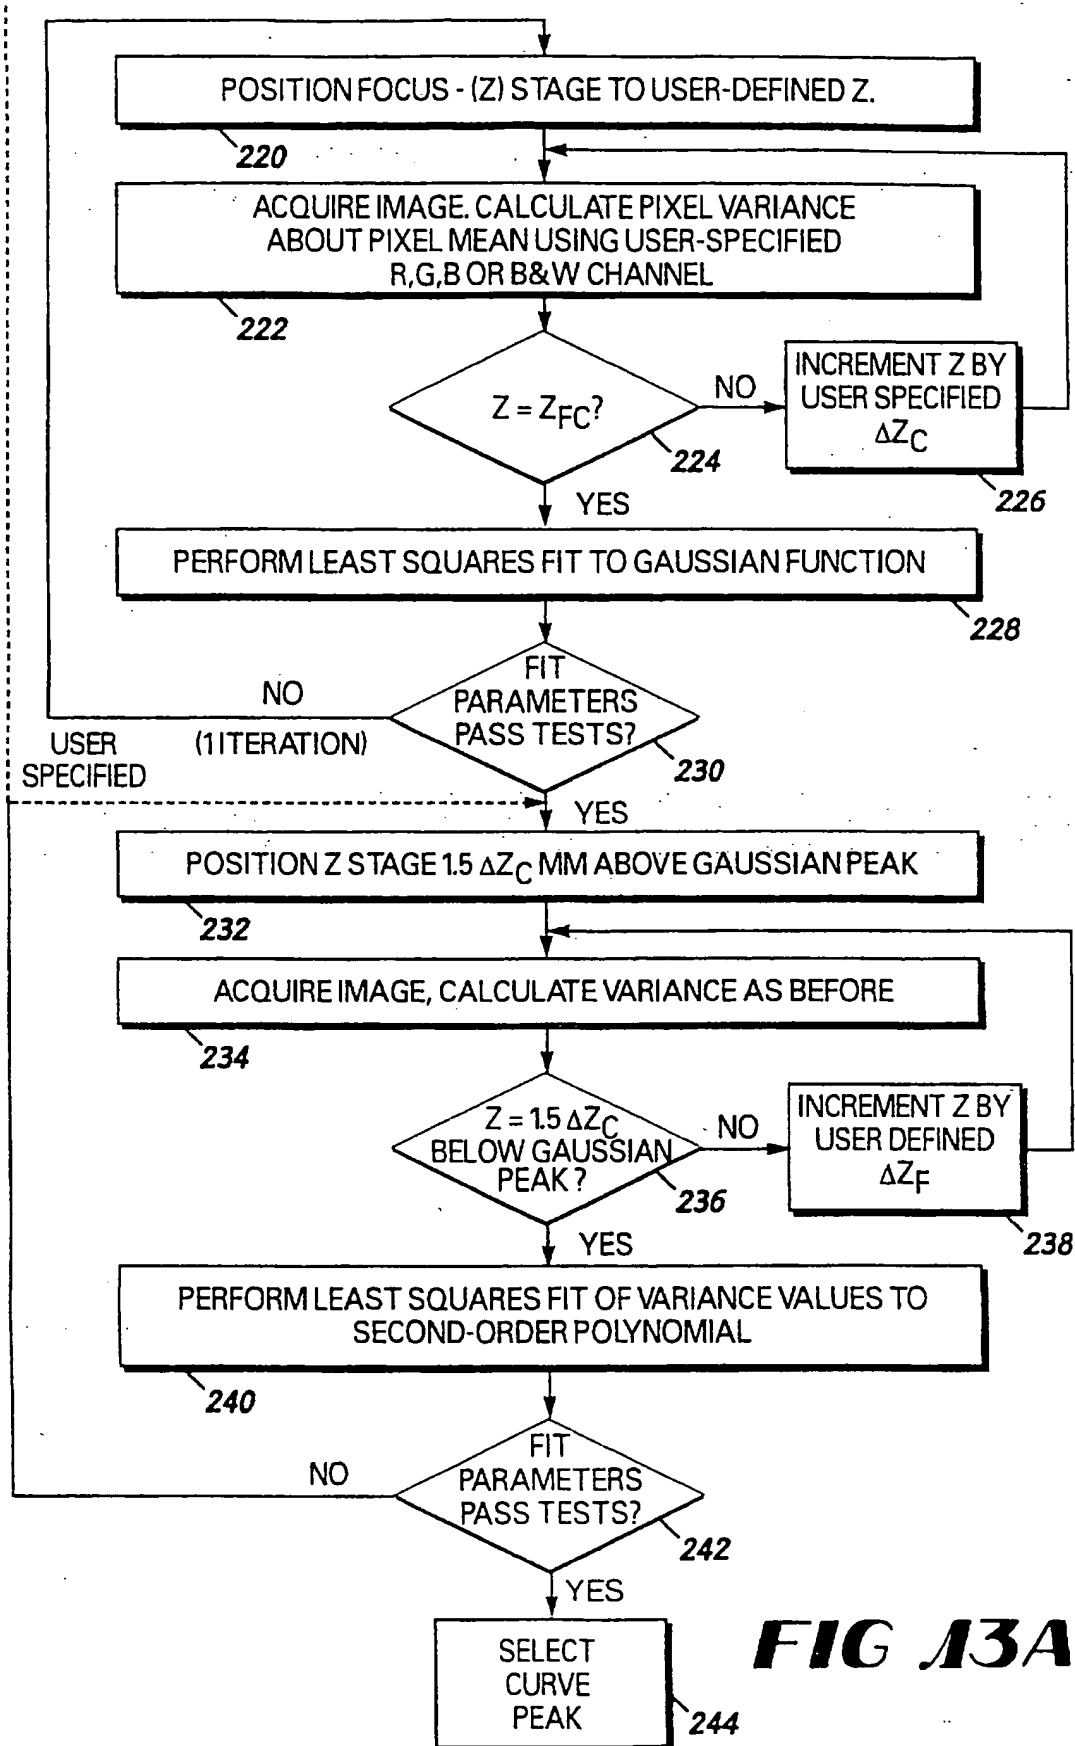 POSITION FOCUS - (Z) STAGE TO USER-DEFINED Z.
220
ACQUIRE IMAGE. CALCULATE PIXEL VARIANCE
ABOUT PIXEL MEAN USING USER-SPECIFIED
R,G,B OR B&W CHANNEL
222
Z = ZFC?
NO
224
INCREMENT Z BY
USER SPECIFIED
ΔZC
226
YES
PERFORM LEAST SQUARES FIT TO GAUSSIAN FUNCTION
228
FIT
PARAMETERS
PASS TESTS?
230
NO
(1 ITERATION)
USER
SPECIFIED
YES
POSITION Z STAGE 1.5 ΔZC MM ABOVE GAUSSIAN PEAK
232
ACQUIRE IMAGE, CALCULATE VARIANCE AS BEFORE
234
Z = 1.5 ΔZC
BELOW GAUSSIAN
PEAK?
236
NO
INCREMENT Z BY
USER DEFINED
ΔZF
238
YES
PERFORM LEAST SQUARES FIT OF VARIANCE VALUES TO
SECOND-ORDER POLYNOMIAL
240
FIT
PARAMETERS
PASS TESTS?
242
NO
YES
SELECT
CURVE
PEAK
244
FIG 13A